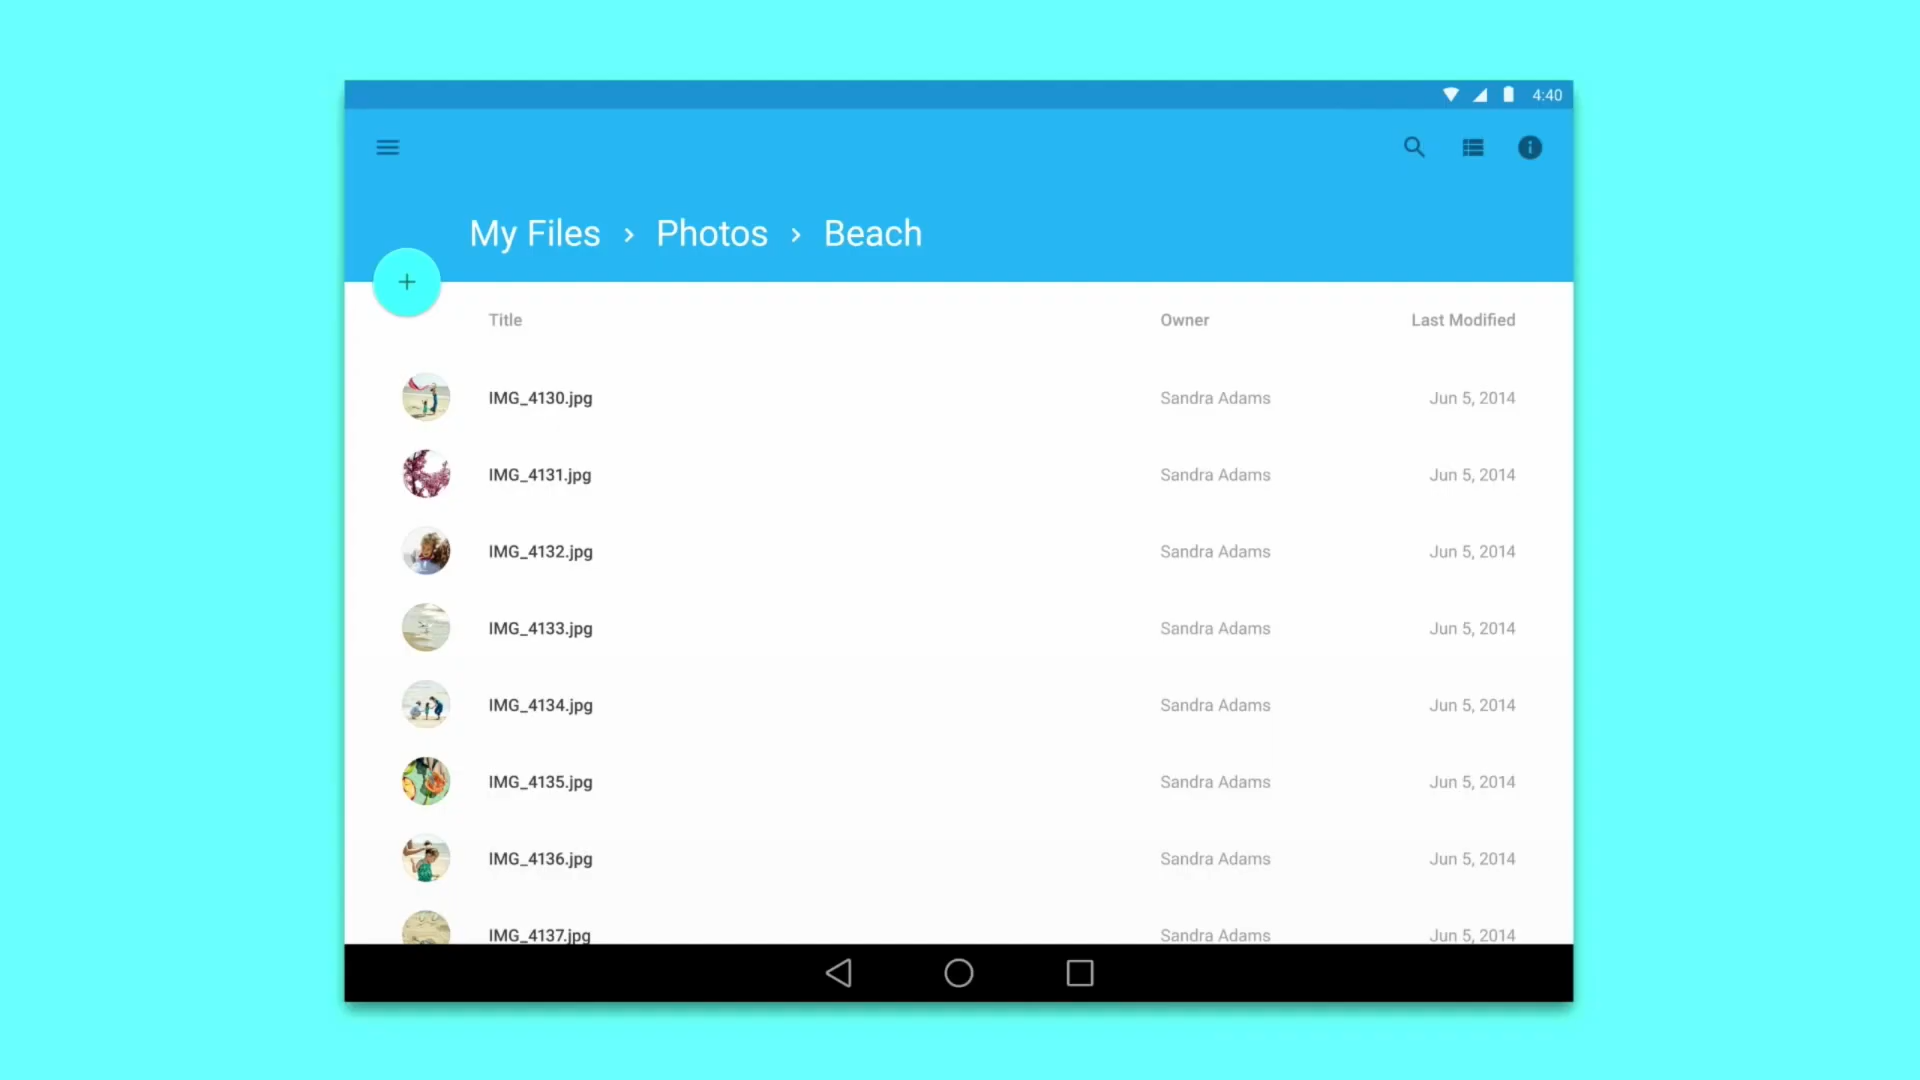 4:40
My Files › Photos › Beach
Title Owner Last Modified
IMG_4130.jpg Sandra Adams Jun 5, 2014
IMG_4131.jpg Sandra Adams Jun 5, 2014
IMG_4132.jpg Sandra Adams Jun 5, 2014
IMG_4133.jpg Sandra Adams Jun 5, 2014
IMG_4134.jpg Sandra Adams Jun 5, 2014
IMG_4135.jpg Sandra Adams Jun 5, 2014
IMG_4136.jpg Sandra Adams Jun 5, 2014
IMG_4137.jpg Sandra Adams Jun 5, 2014